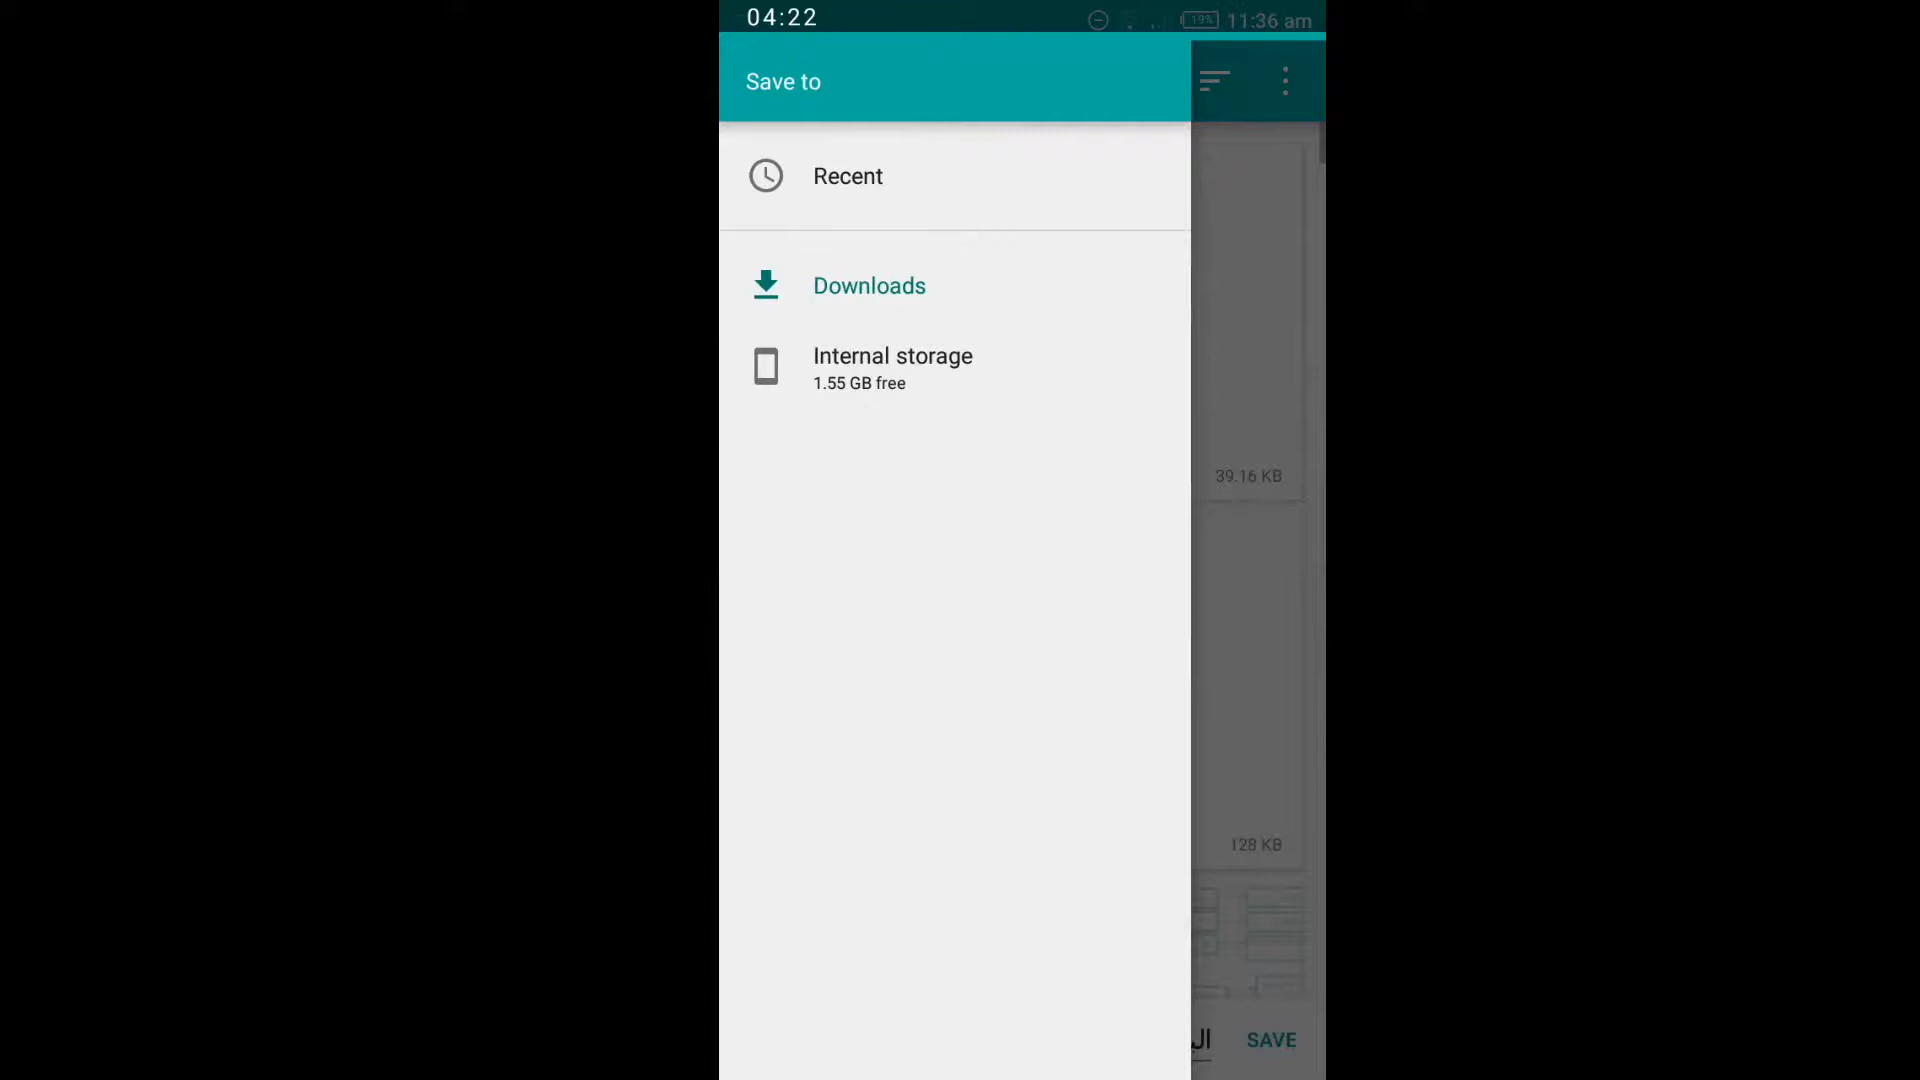 04:22
19% 11:36 am
Save to
Recent
Downloads
Internal storage
1.55 GB free
39.16 KB
128 KB
SAVE